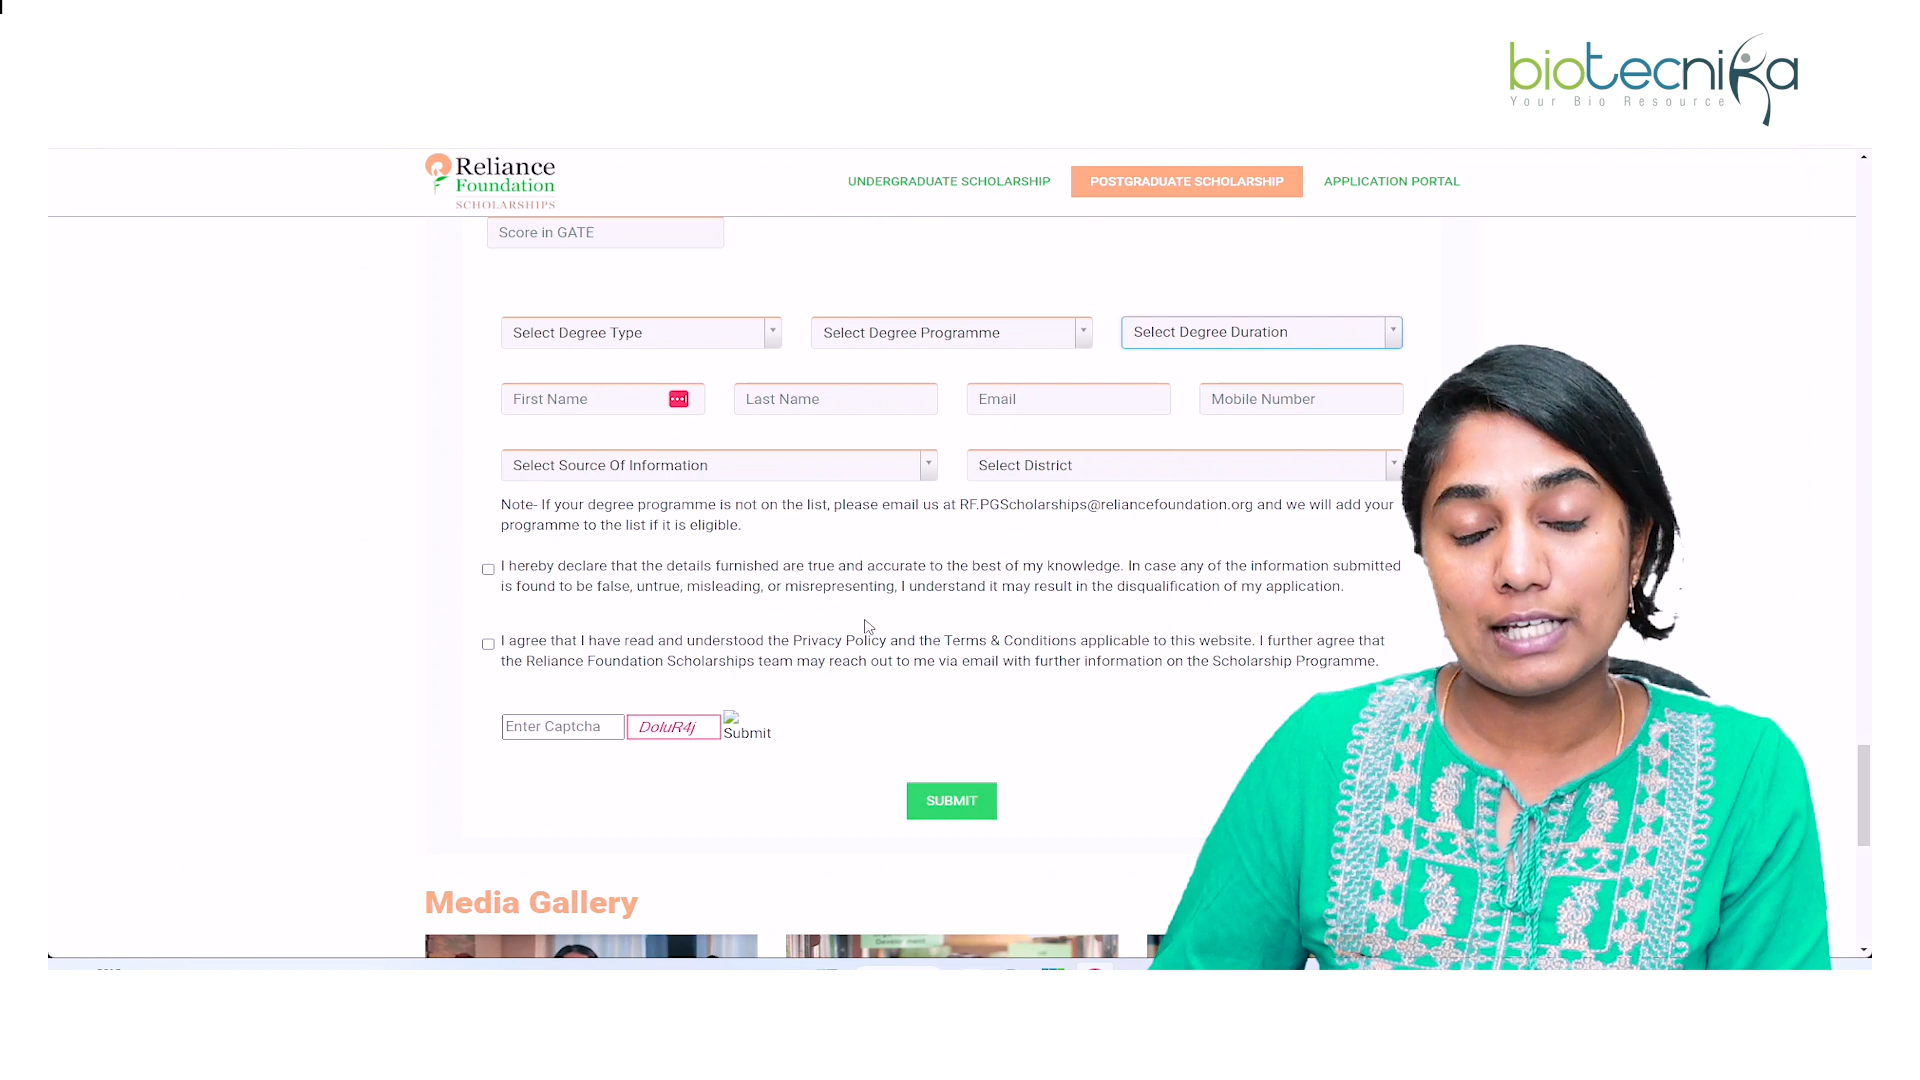 biotecnika
Your Bio Resource
Reliance
Foundation
SCHOLARSHIPS
UNDERGRADUATE SCHOLARSHIP
POSTGRADUATE SCHOLARSHIP
APPLICATION PORTAL
Score in GATE
Select Degree Type
Select Degree Programme
Select Degree Duration
First Name
Last Name
Email
Mobile Number
Select Source Of Information
Select District
Note- If your degree programme is not on the list, please email us at RF.PGScholarships@reliancefoundation.org and we will add your
programme to the list if it is eligible.
I hereby declare that the details furnished are true and accurate to the best of my knowledge. In case any of the information submitted
is found to be false, untrue, misleading, or misrepresenting, I understand it may result in the disqualification of my application.
I agree that I have read and understood the Privacy Policy and the Terms & Conditions applicable to this website. I further agree that
the Reliance Foundation Scholarships team may reach out to me via email with further information on the Scholarship Programme.
Enter Captcha
DoluR4j
Submit
SUBMIT
Media Gallery